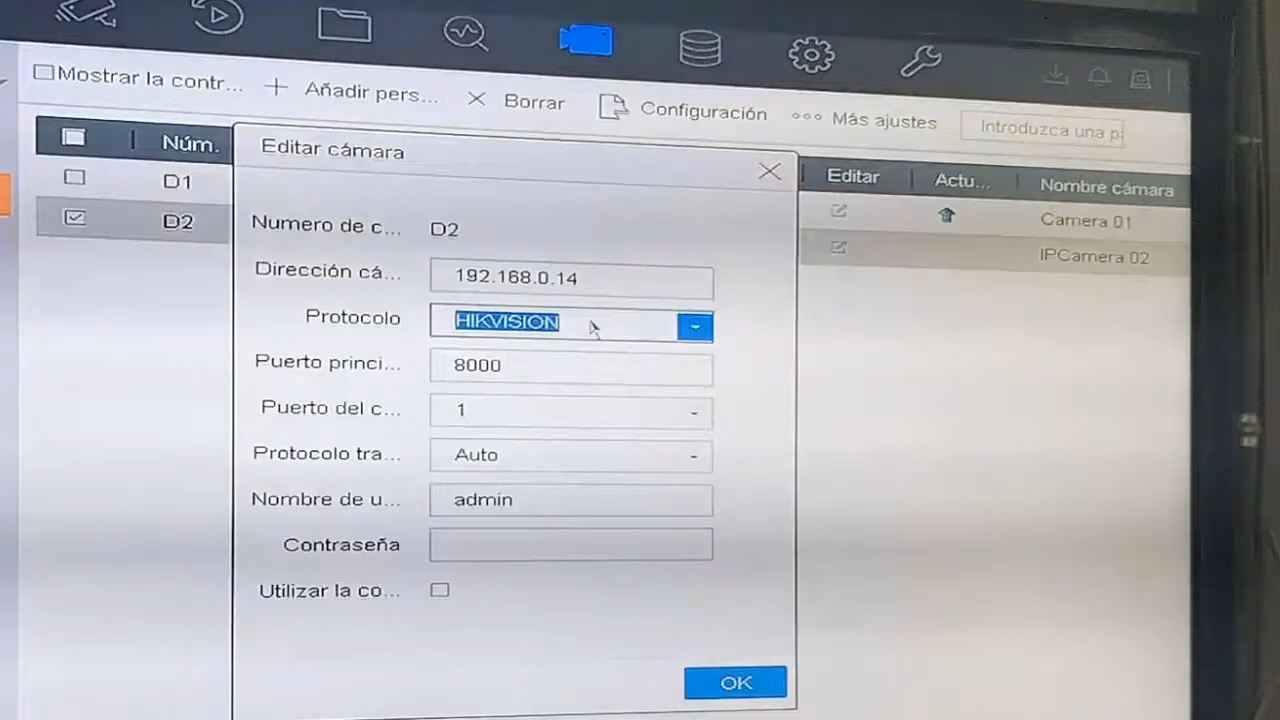 Mostrar la contr... Añadir pers... Borrar Configuración Más ajustes Introduzca una p
Núm. Editar Actu... Nombre cámara
D1 Camera 01
D2 IPCamera 02
Editar cámara
Numero de c... D2
Dirección cá... 192.168.0.14
Protocolo HIKVISION
Puerto princi... 8000
Puerto del c... 1
Protocolo tra... Auto
Nombre de u... admin
Contraseña
Utilizar la co...
OK